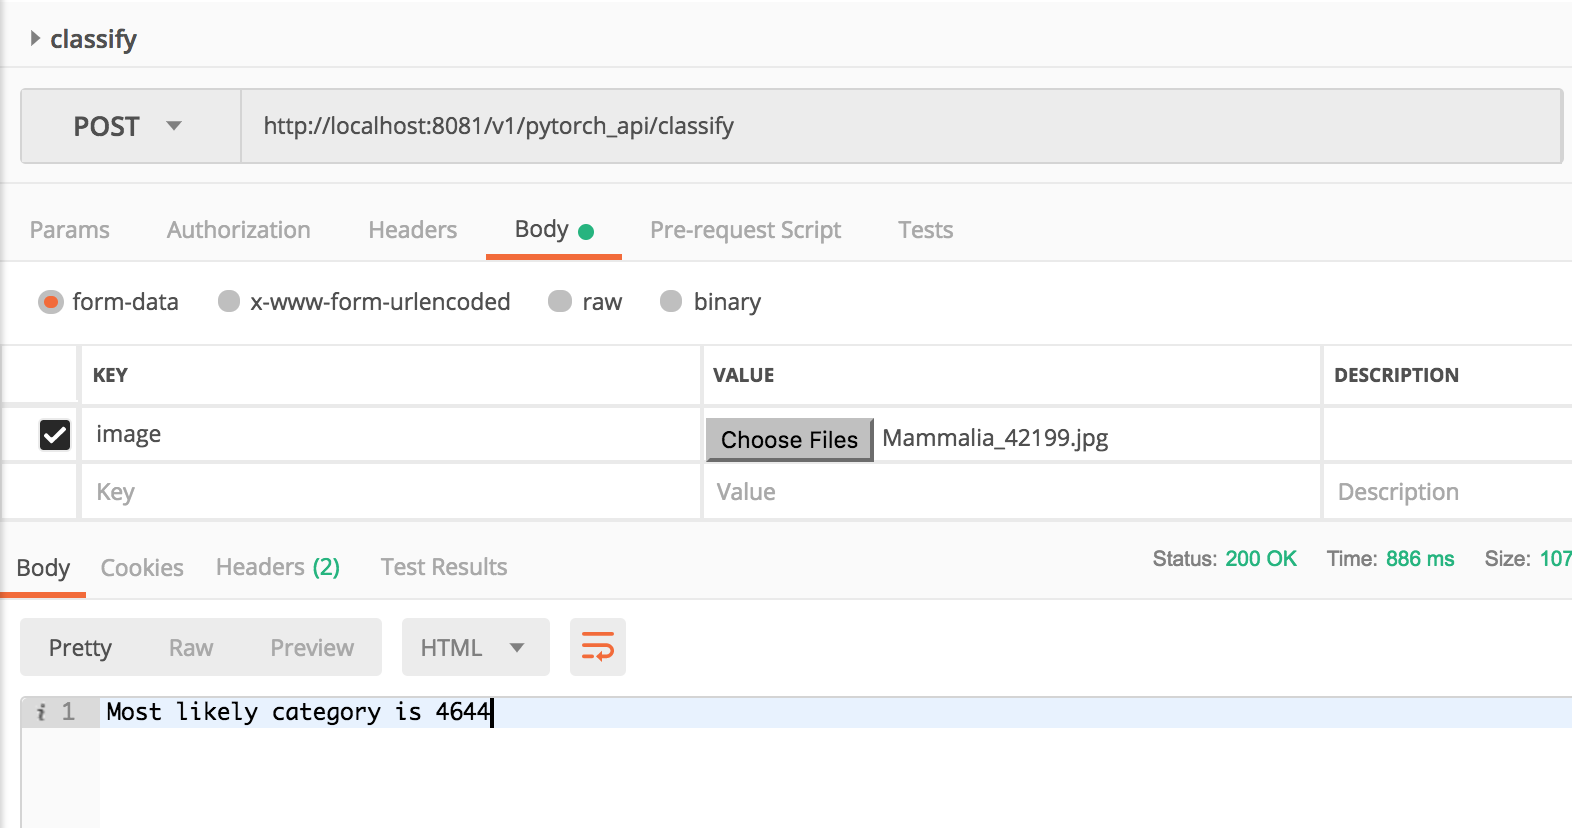 classify
POST http://localhost:8081/v1/pytorch_api/classify
Params Authorization Headers Body Pre-request Script Tests
form-data x-www-form-urlencoded raw binary
KEY VALUE DESCRIPTION
image Choose Files Mammalia_42199.jpg
Key Value Description
Body Cookies Headers (2) Test Results Status: 200 OK Time: 886 ms Size: 107
Pretty Raw Preview HTML
i 1 Most likely category is 4644